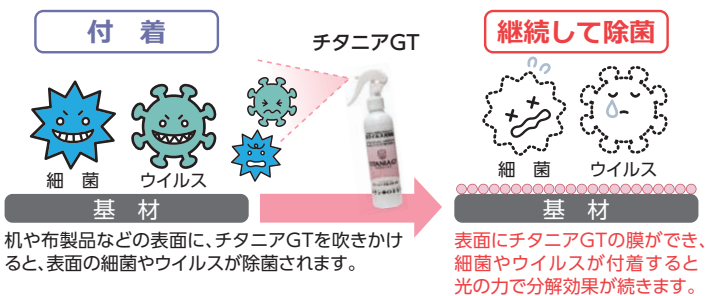 付着
チタニアGT
継続して除菌
細菌
ウイルス
基材
机や布製品などの表面に、チタニアGTを吹きかけ
ると、表面の細菌やウイルスが除菌されます。
TITANIA GT
細菌
ウイルス
基材
表面にチタニアGTの膜ができ、
細菌やウイルスが付着すると
光の力で分解効果が続きます。